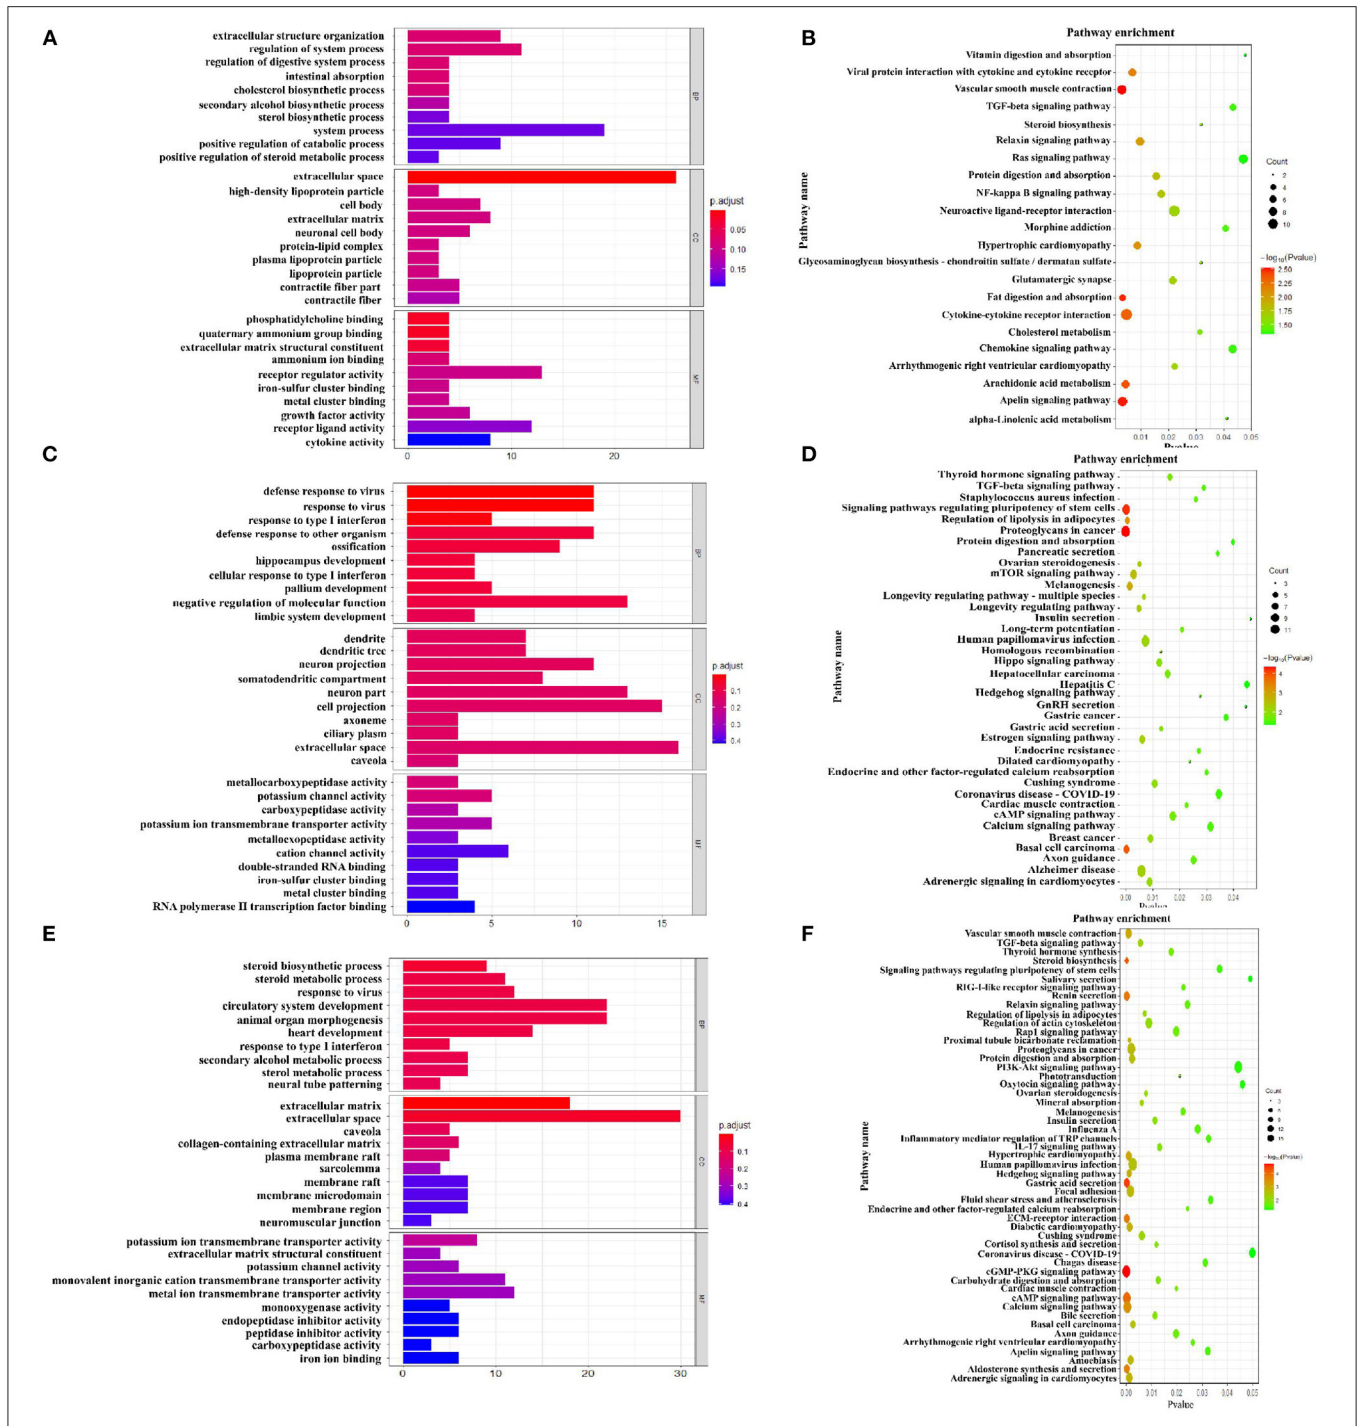 A
extracellular structure organization
regulation of system process
regulation of digestive system process
intestinal absorption
cholesterol biosynthetic process
secondary alcohol biosynthetic process
sterol biosynthetic process
system process
positive regulation of catabolic process
positive regulation of steroid metabolic process
BP
extracellular space
high-density lipoprotein particle
cell body
extracellular matrix
neuronal cell body
protein-lipid complex
plasma lipoprotein particle
lipoprotein particle
contractile fiber part
contractile fiber
CC
phosphatidylcholine binding
quaternary ammonium group binding
extracellular matrix structural constituent
ammonium ion binding
receptor regulator activity
iron-sulfur cluster binding
metal cluster binding
growth factor activity
receptor ligand activity
cytokine activity
MF
0 10 20
p.adjust
0.05
0.10
0.15
B
Pathway enrichment
Pathway name
Vitamin digestion and absorption
Viral protein interaction with cytokine and cytokine receptor
Vascular smooth muscle contraction
TGF-beta signaling pathway
Steroid biosynthesis
Relaxin signaling pathway
Ras signaling pathway
Protein digestion and absorption
NF-kappa B signaling pathway
Neuroactive ligand-receptor interaction
Morphine addiction
Hypertrophic cardiomyopathy
Glycosaminoglycan biosynthesis - chondroitin sulfate / dermatan sulfate
Glutamatergic synapse
Fat digestion and absorption
Cytokine-cytokine receptor interaction
Cholesterol metabolism
Chemokine signaling pathway
Arrhythmogenic right ventricular cardiomyopathy
Arachidonic acid metabolism
Apelin signaling pathway
alpha-Linolenic acid metabolism
0.01 0.02 0.03 0.04 0.05
Pvalue
Count
2
4
6
8
10
−log10(Pvalue)
2.50
2.25
2.00
1.75
1.50
C
defense response to virus
response to virus
response to type I interferon
defense response to other organism
ossification
hippocampus development
cellular response to type I interferon
pallium development
negative regulation of molecular function
limbic system development
BP
dendrite
dendritic tree
neuron projection
somatodendritic compartment
neuron part
cell projection
axoneme
ciliary plasm
extracellular space
caveola
CC
metallocarboxypeptidase activity
potassium channel activity
carboxypeptidase activity
potassium ion transmembrane transporter activity
metalloexopeptidase activity
cation channel activity
double-stranded RNA binding
iron-sulfur cluster binding
metal cluster binding
RNA polymerase II transcription factor binding
MF
0 5 10 15
p.adjust
0.1
0.2
0.3
0.4
D
Pathway enrichment
Pathway name
Thyroid hormone signaling pathway
TGF-beta signaling pathway
Staphylococcus aureus infection
Signaling pathways regulating pluripotency of stem cells
Regulation of lipolysis in adipocytes
Proteoglycans in cancer
Protein digestion and absorption
Pancreatic secretion
Ovarian steroidogenesis
mTOR signaling pathway
Melanogenesis
Longevity regulating pathway - multiple species
Longevity regulating pathway
Insulin secretion
Long-term potentiation
Human papillomavirus infection
Homologous recombination
Hippo signaling pathway
Hepatocellular carcinoma
Hepatitis C
Hedgehog signaling pathway
GnRH secretion
Gastric cancer
Gastric acid secretion
Estrogen signaling pathway
Endocrine resistance
Dilated cardiomyopathy
Endocrine and other factor-regulated calcium reabsorption
Cushing syndrome
Coronavirus disease - COVID-19
Cardiac muscle contraction
cAMP signaling pathway
Calcium signaling pathway
Breast cancer
Basal cell carcinoma
Axon guidance
Alzheimer disease
Adrenergic signaling in cardiomyocytes
0.00 0.01 0.02 0.03 0.04
Pvalue
Count
3
5
7
9
11
−log10(Pvalue)
4
3
2
E
steroid biosynthetic process
steroid metabolic process
response to virus
circulatory system development
animal organ morphogenesis
heart development
response to type I interferon
secondary alcohol metabolic process
sterol metabolic process
neural tube patterning
BP
extracellular matrix
extracellular space
caveola
collagen-containing extracellular matrix
plasma membrane raft
sarcolemma
membrane raft
membrane microdomain
membrane region
neuromuscular junction
CC
potassium ion transmembrane transporter activity
extracellular matrix structural constituent
potassium channel activity
monovalent inorganic cation transmembrane transporter activity
metal ion transmembrane transporter activity
monooxygenase activity
endopeptidase inhibitor activity
peptidase inhibitor activity
carboxypeptidase activity
iron ion binding
MF
0 10 20 30
p.adjust
0.1
0.2
0.3
0.4
F
Pathway enrichment
Pathway name
Vascular smooth muscle contraction
TGF-beta signaling pathway
Thyroid hormone synthesis
Steroid biosynthesis
Signaling pathways regulating pluripotency of stem cells
Salivary secretion
RIG-I-like receptor signaling pathway
Renin secretion
Relaxin signaling pathway
Regulation of lipolysis in adipocytes
Regulation of actin cytoskeleton
Rap1 signaling pathway
Proximal tubule bicarbonate reclamation
Proteoglycans in cancer
Protein digestion and absorption
PI3K-Akt signaling pathway
Phototransduction
Oxytocin signaling pathway
Ovarian steroidogenesis
Mineral absorption
Melanogenesis
Insulin secretion
Influenza A
Inflammatory mediator regulation of TRP channels
IL-17 signaling pathway
Hypertrophic cardiomyopathy
Human papillomavirus infection
Hedgehog signaling pathway
Gastric acid secretion
Focal adhesion
Fluid shear stress and atherosclerosis
Endocrine and other factor-regulated calcium reabsorption
ECM-receptor interaction
Diabetic cardiomyopathy
Cushing syndrome
Cortisol synthesis and secretion
Coronavirus disease - COVID-19
Chagas disease
cGMP-PKG signaling pathway
Carbohydrate digestion and absorption
Cardiac muscle contraction
cAMP signaling pathway
Calcium signaling pathway
Bile secretion
Basal cell carcinoma
Axon guidance
Arrhythmogenic right ventricular cardiomyopathy
Apelin signaling pathway
Amoebiasis
Aldosterone synthesis and secretion
Adrenergic signaling in cardiomyocytes
0.00 0.01 0.02 0.03 0.04 0.05
Pvalue
Count
3
6
9
12
15
−log10(Pvalue)
4
3
2